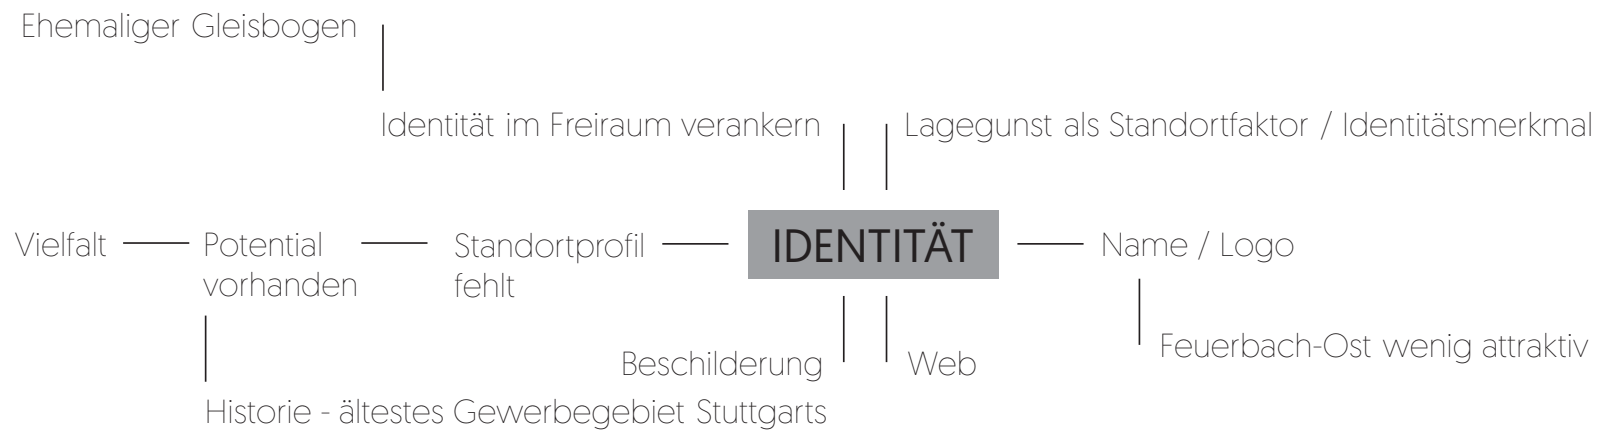 Ehemaliger Gleisbogen
Identität im Freiraum verankern
Lagegunst als Standortfaktor / Identitätsmerkmal
Vielfalt
Potential
vorhanden
Standortprofil
fehlt
IDENTITÄT
Name / Logo
Feuerbach-Ost wenig attraktiv
Beschilderung
Web
Historie - ältestes Gewerbegebiet Stuttgarts